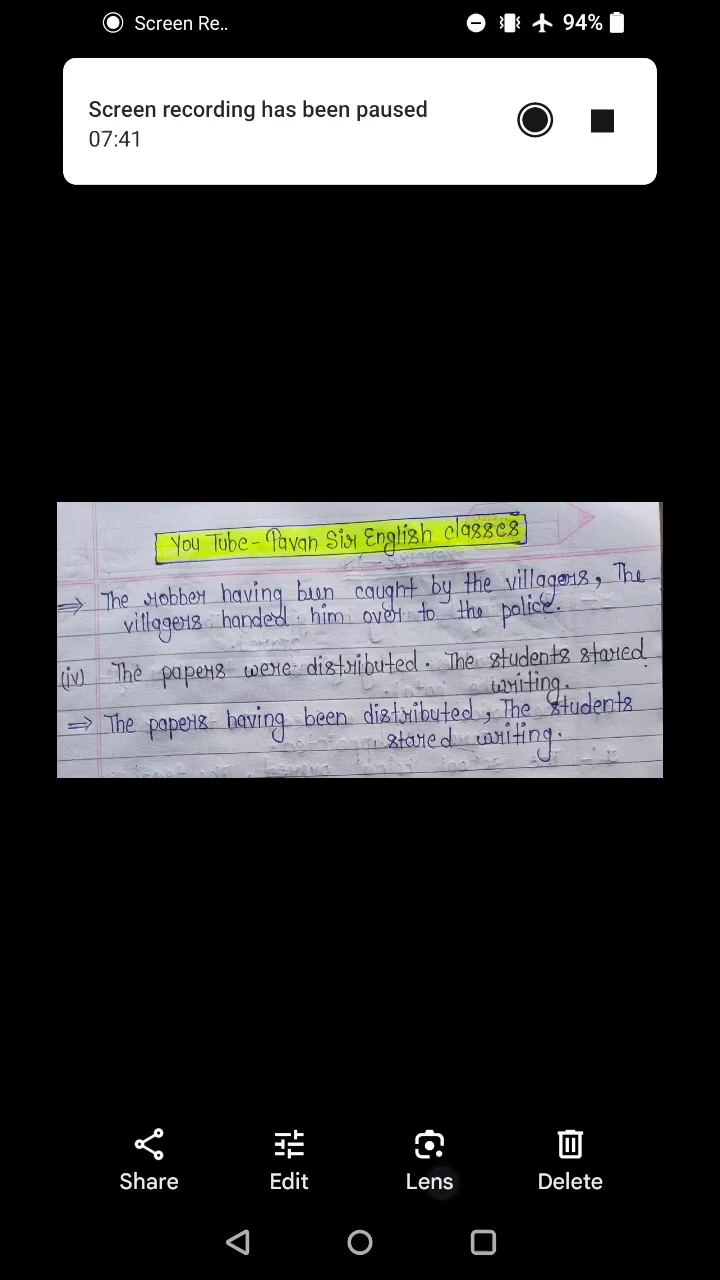 Screen Re..
94%
Screen recording has been paused
07:41
You Tube - Pavan Sir English classes
⇒ The robber having been caught by the villagers, The
villagers handed him over to the police.
(iv) The papers were distributed. The students stared
writing.
⇒ The papers having been distributed, The students
stared writing.
Share
Edit
Lens
Delete